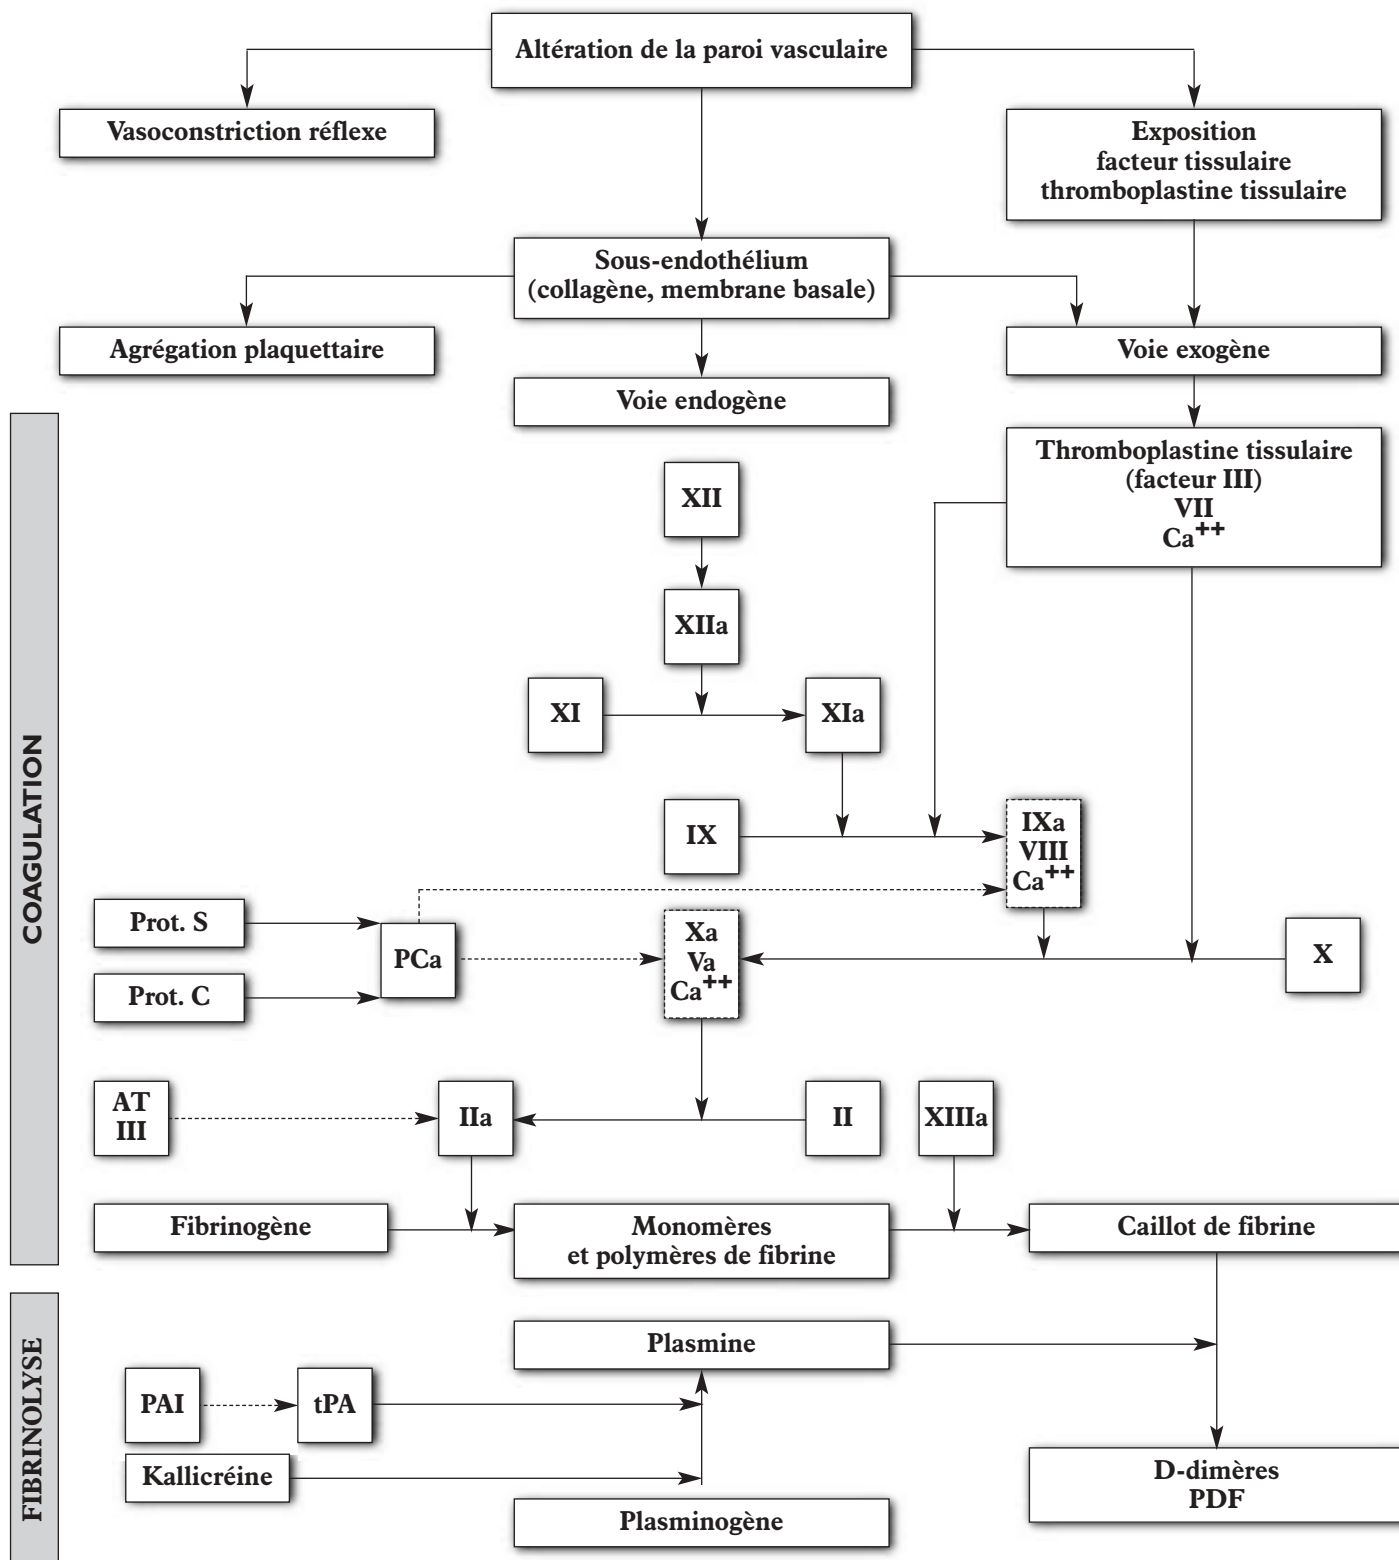 Altération de la paroi vasculaire
Vasoconstriction réflexe
Exposition
facteur tissulaire
thromboplastine tissulaire
Sous-endothélium
(collagène, membrane basale)
Agrégation plaquettaire
Voie exogène
Voie endogène
COAGULATION
Thromboplastine tissulaire
(facteur III)
VII
Ca++
XII
XIIa
XI
XIa
IX
IXa
VIII
Ca++
Prot. S
Prot. C
PCa
Xa
Va
Ca++
X
AT
III
IIa
II
XIIIa
Fibrinogène
Monomères
et polymères de fibrine
Caillot de fibrine
FIBRINOLYSE
Plasmine
PAI
tPA
Kallicréine
Plasminogène
D-dimères
PDF